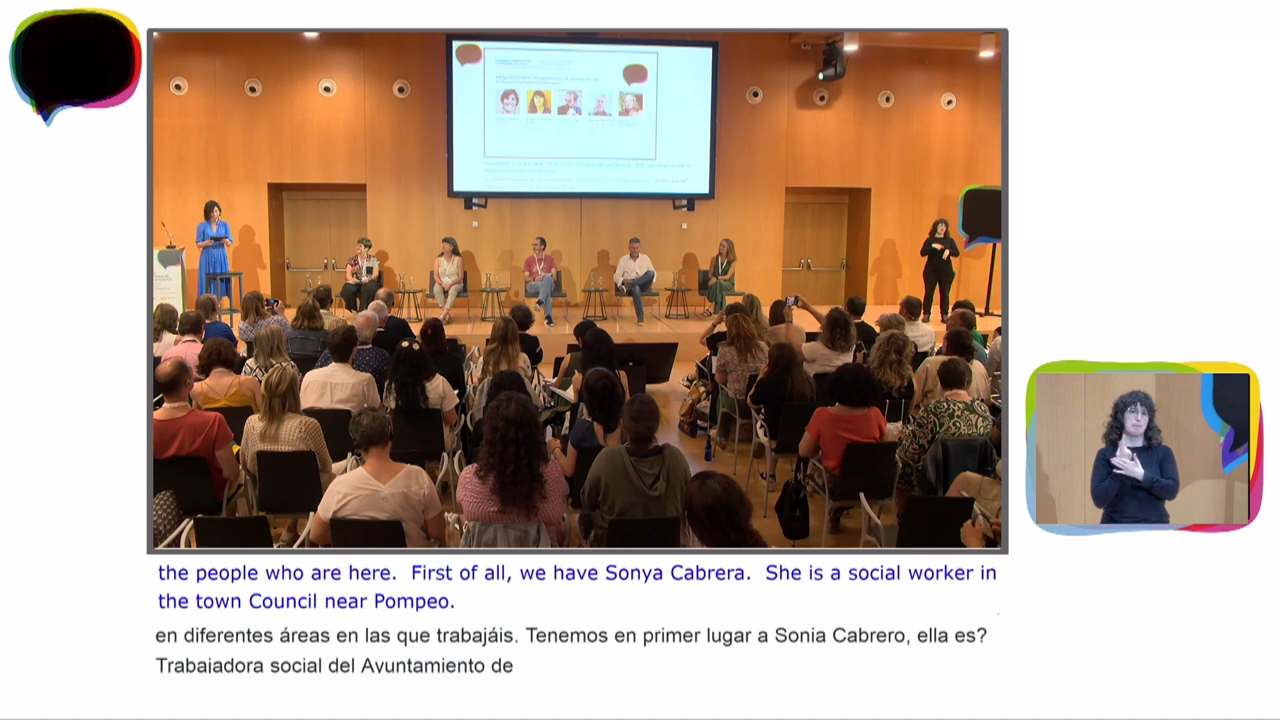 the people who are here.  First of all, we have Sonya Cabrera.  She is a social worker in
the town Council near Pompeo.
en diferentes áreas en las que trabajáis. Tenemos en primer lugar a Sonia Cabrero, ella es?
Trabajadora social del Ayuntamiento de